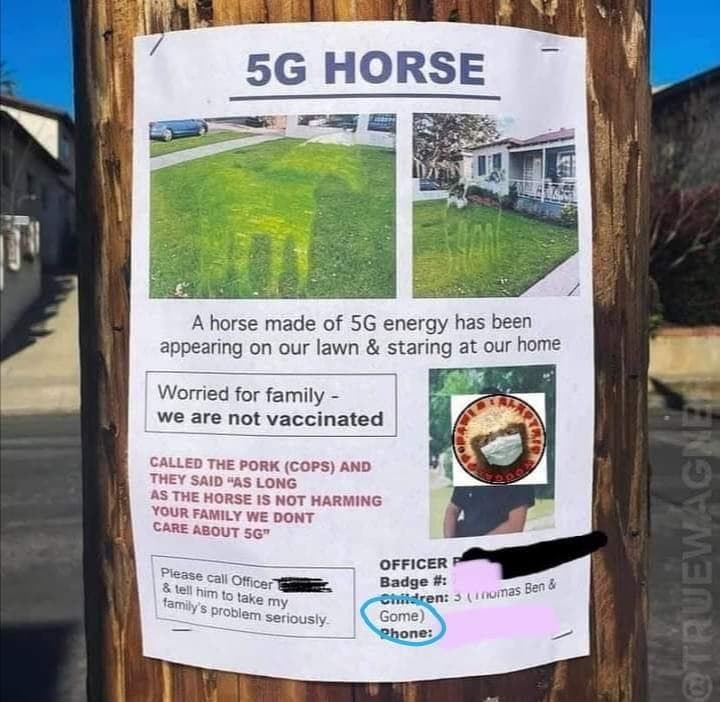 5G HORSE
A horse made of 5G energy has been
appearing on our lawn & staring at our home
Worried for family -
we are not vaccinated
CALLED THE PORK (COPS) AND
THEY SAID "AS LONG
AS THE HORSE IS NOT HARMING
YOUR FAMILY WE DONT
CARE ABOUT 5G"
Please call Officer
& tell him to take my
family's problem seriously.
OFFICER
Badge #:
Children: 3 (Thomas Ben &
Gome)
Phone:
@TRUEWAGNE